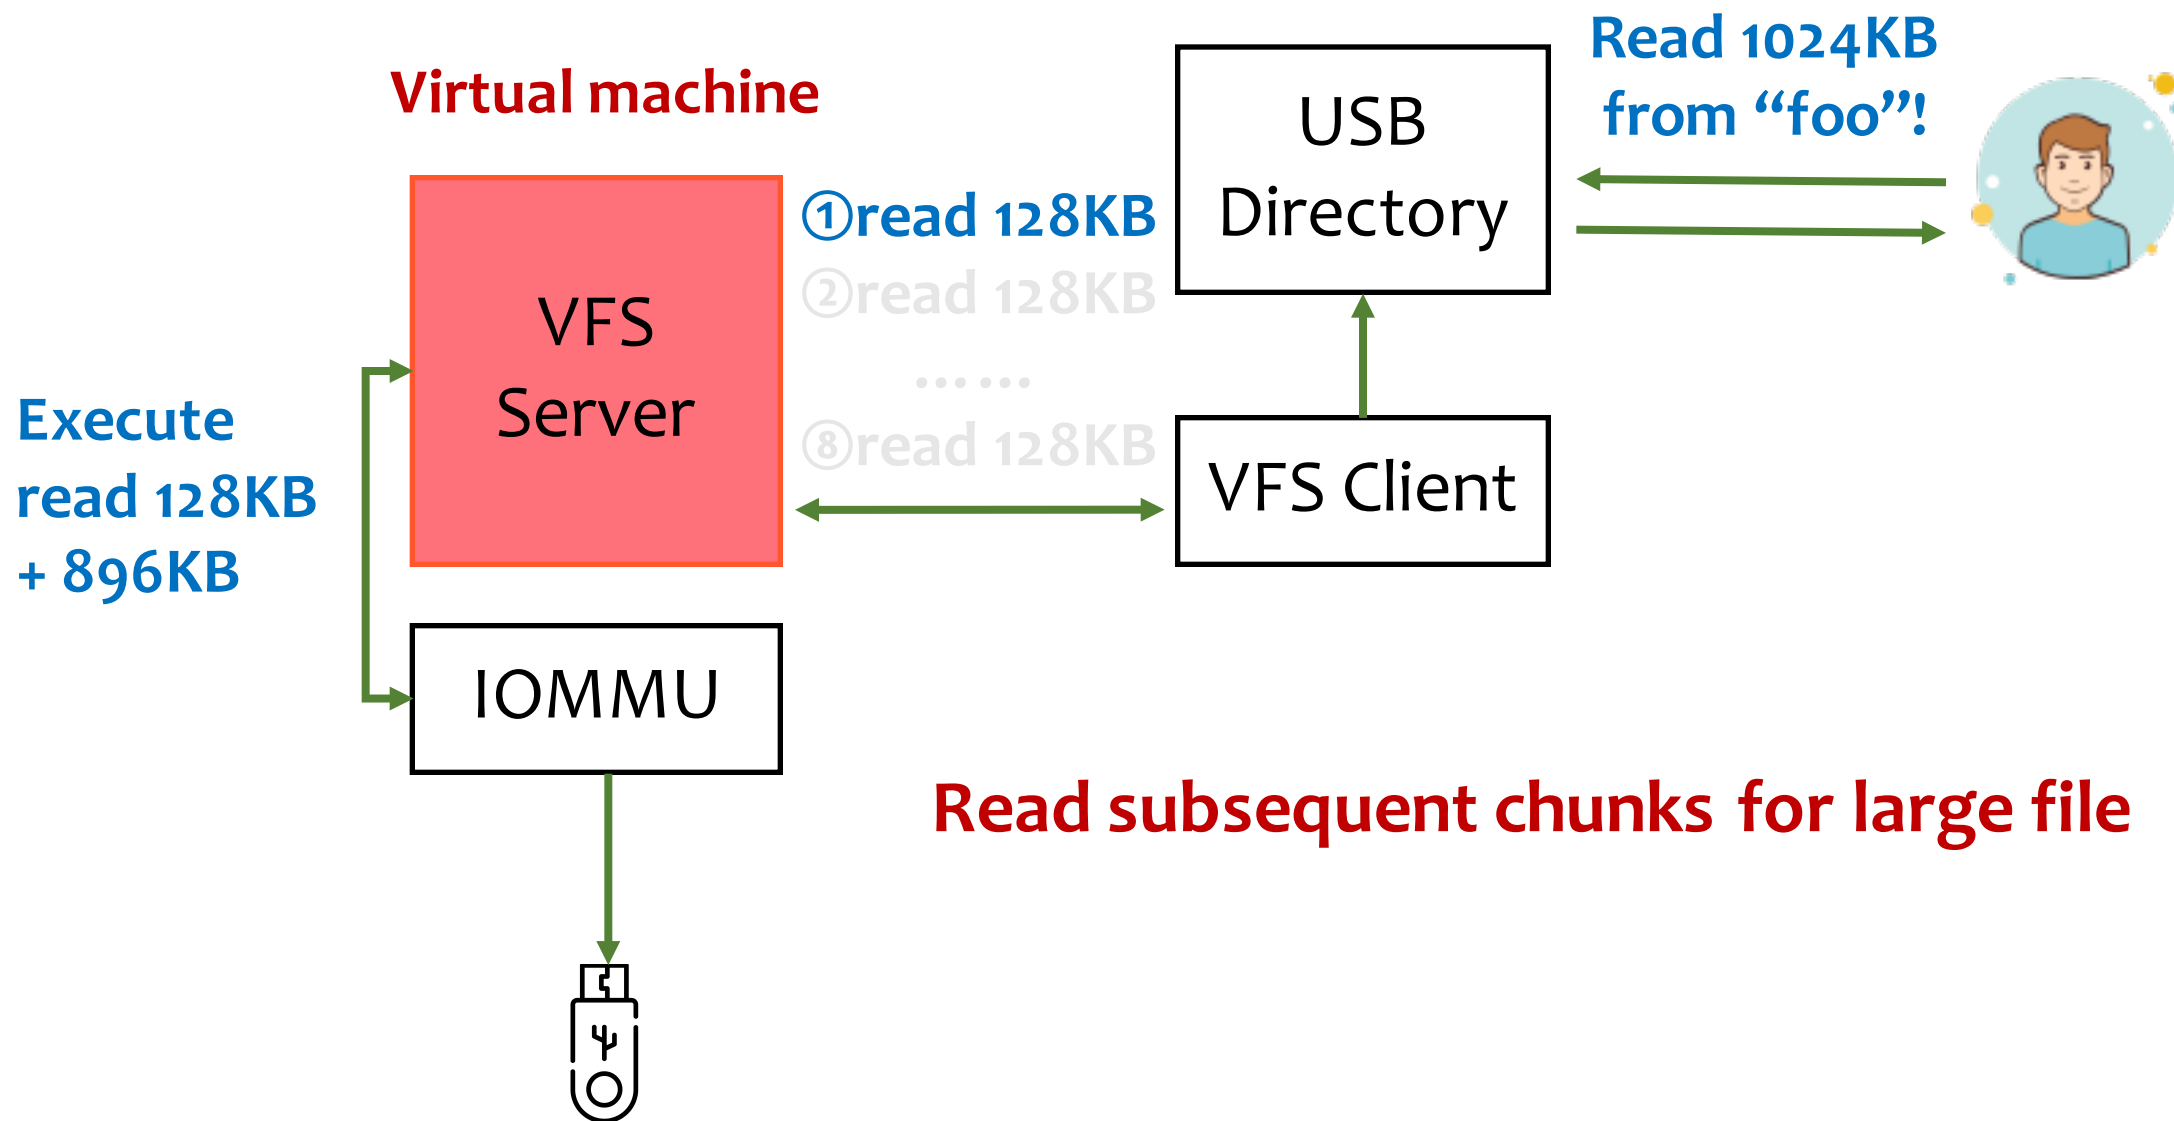 Virtual machine
VFS
Server
Execute
read 128KB
+ 896KB
IOMMU
①read 128KB
②read 128KB
……
⑧read 128KB
USB
Directory
VFS Client
Read 1024KB
from “foo”!
Read subsequent chunks for large file